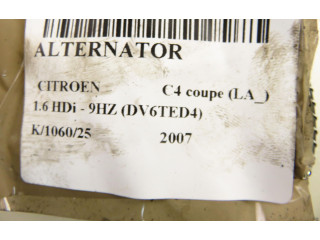 ALTERNATOR
CITROEN C4 coupe (LA_)
1.6 HDi - 9HZ (DV6TED4)
K/1060/25 2007